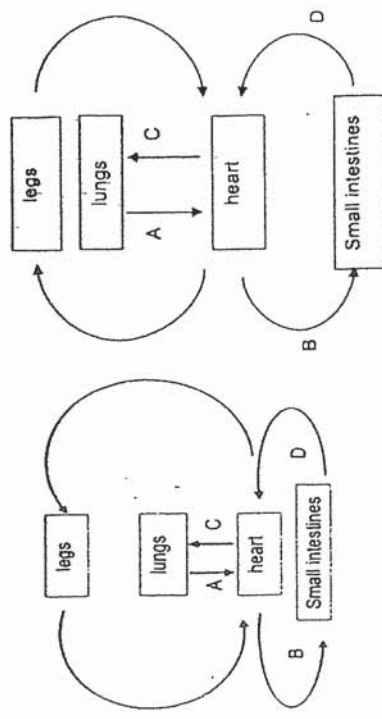 legs
lungs
A
C
heart
B
D
Small intestines
legs
lungs
A
C
heart
B
D
Small intestines